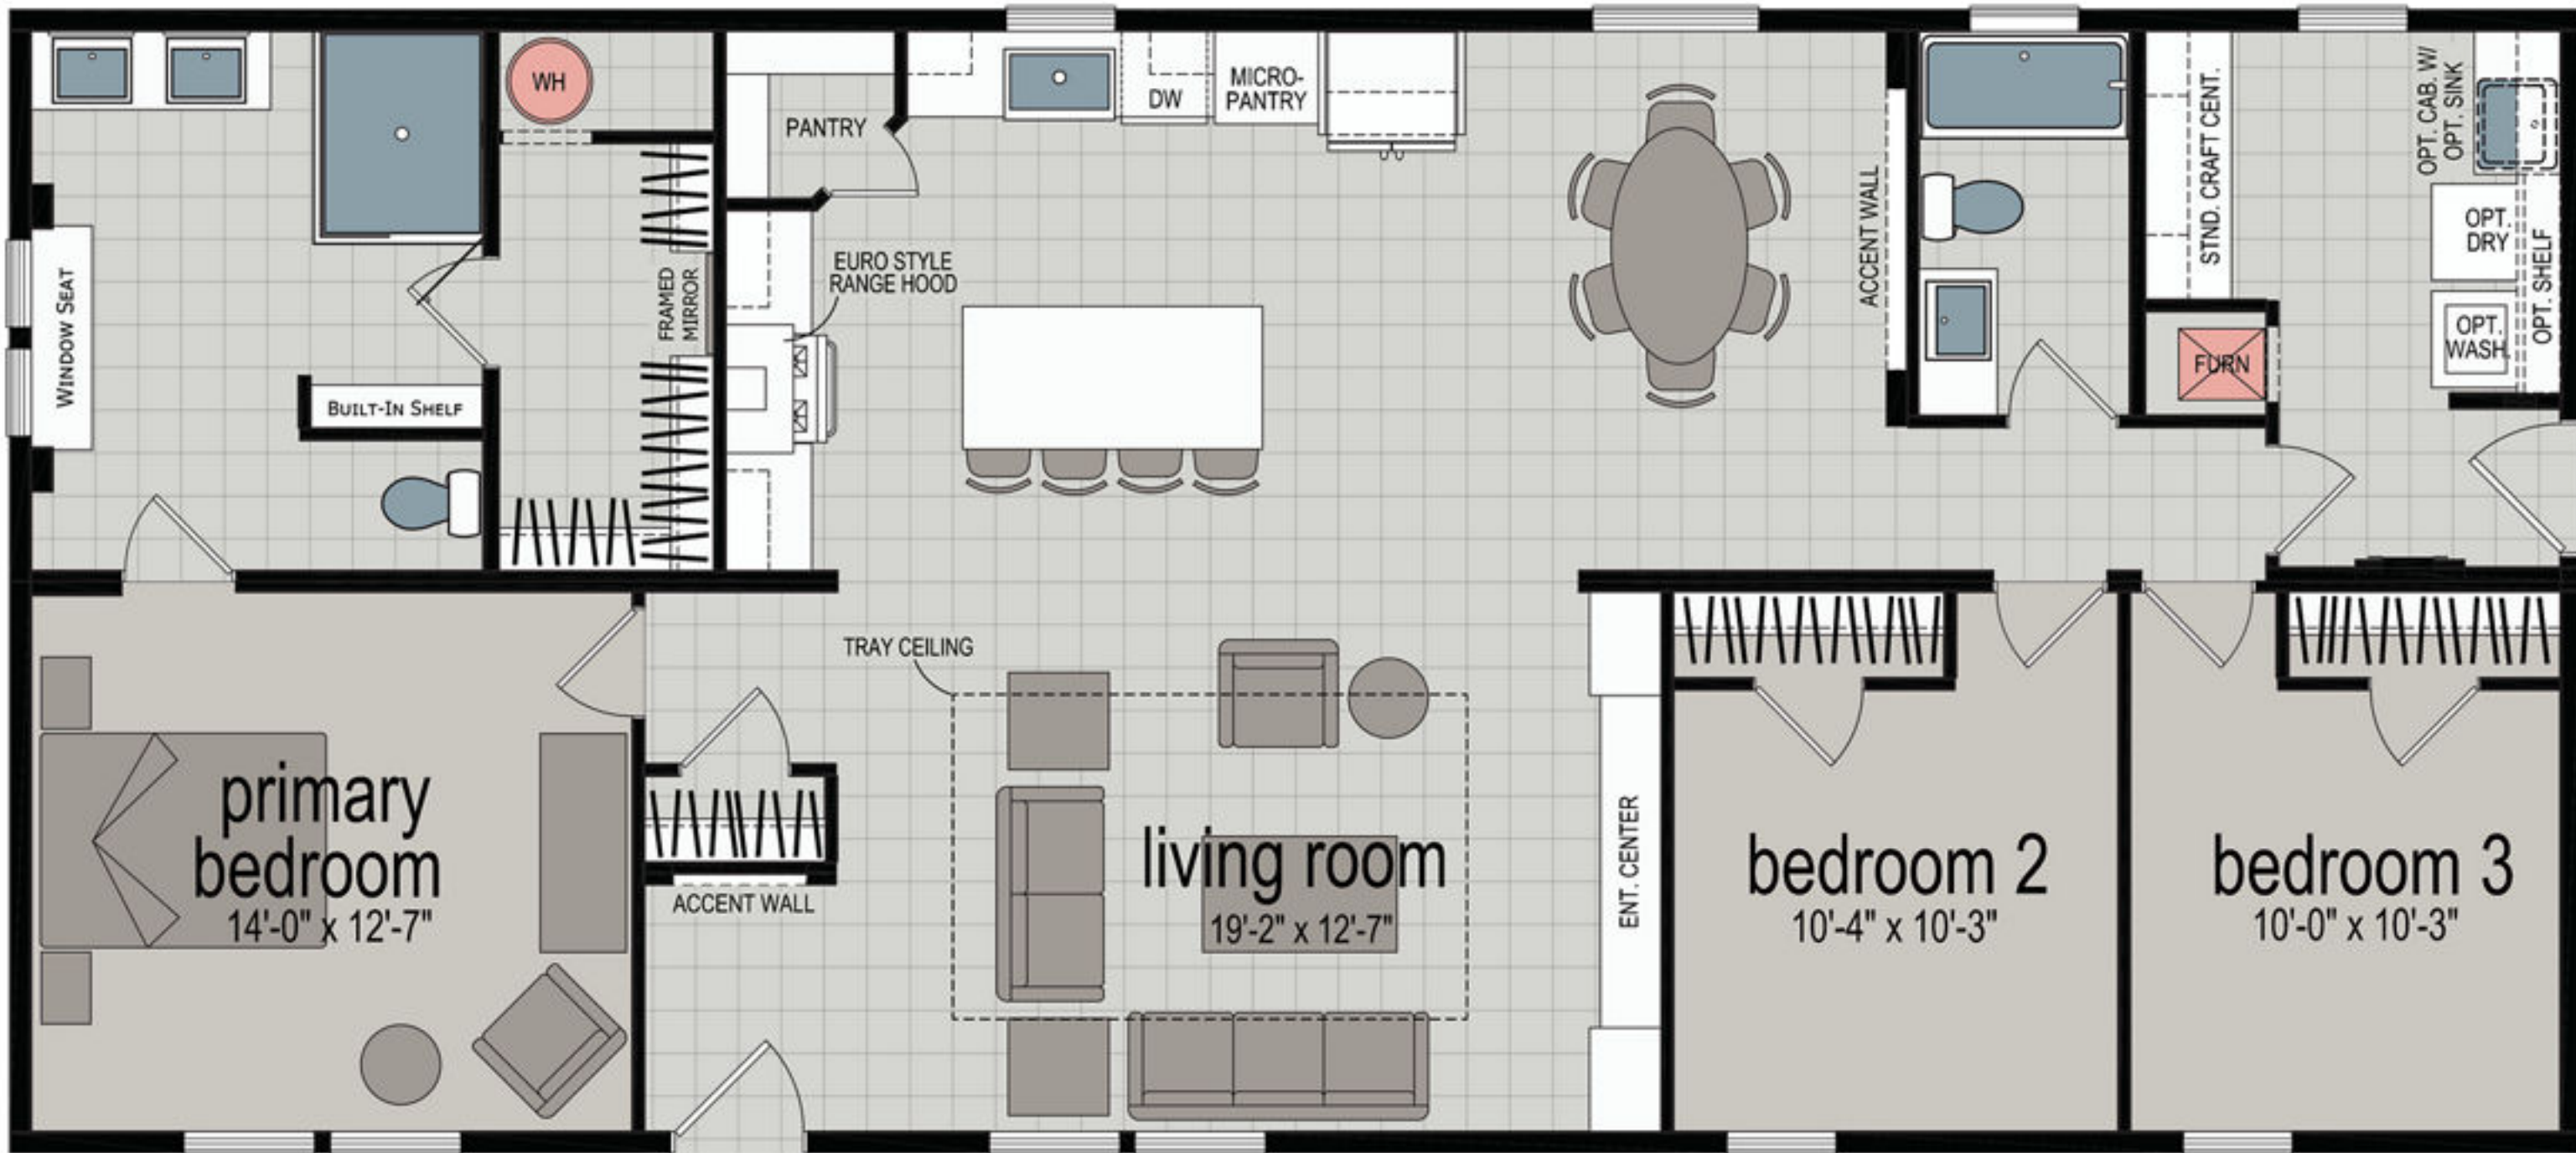 WH
PANTRY
DW
MICRO-
PANTRY
ACCENT WALL
STND. CRAFT CENT.
OPT. CAB. W/
OPT. SINK
OPT.
DRY
OPT.
WASH.
OPT. SHELF
FURN
WINDOW SEAT
BUILT-IN SHELF
FRAMED
MIRROR
EURO STYLE
RANGE HOOD
TRAY CEILING
primary
bedroom
14'-0" x 12'-7"
ACCENT WALL
living room
19'-2" x 12'-7"
ENT. CENTER
bedroom 2
10'-4" x 10'-3"
bedroom 3
10'-0" x 10'-3"